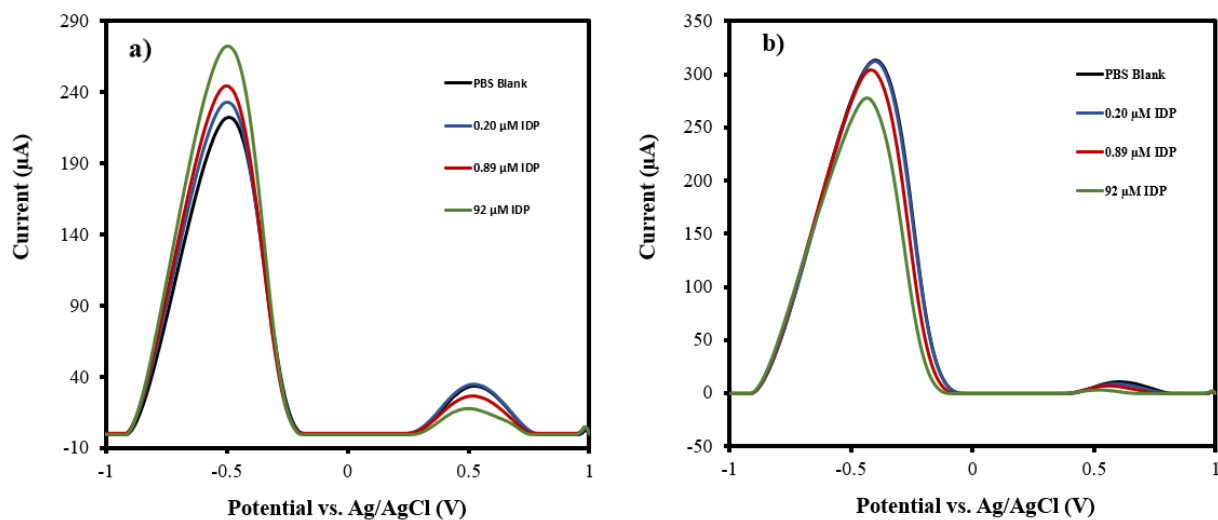 a)
290
240
190
140
90
40
-10
-1
-0.5
0
0.5
1
Current (µA)
Potential vs. Ag/AgCl (V)
PBS Blank
0.20 µM IDP
0.89 µM IDP
92 µM IDP
b)
350
300
250
200
150
100
50
0
-50
-1
-0.5
0
0.5
1
Current (µA)
Potential vs. Ag/AgCl (V)
PBS Blank
0.20 µM IDP
0.89 µM IDP
92 µM IDP